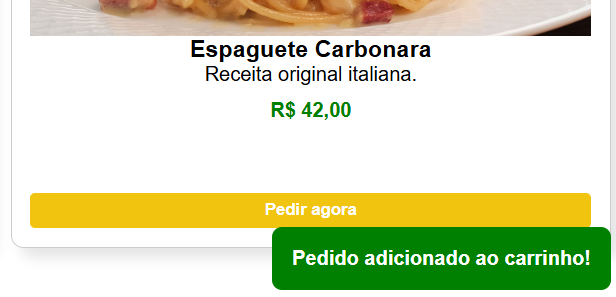 Espaguete Carbonara
Receita original italiana.
R$ 42,00
Pedir agora
Pedido adicionado ao carrinho!